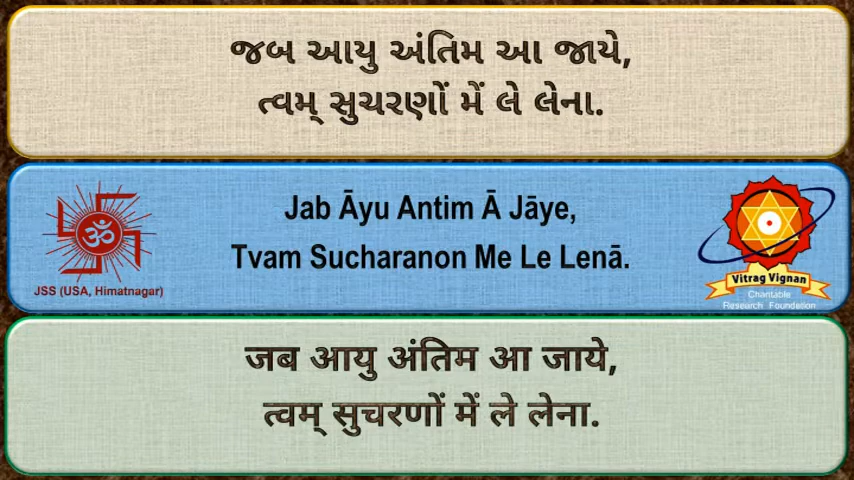 જબ આયુ અંતિમ આ જાયે,
ત્વમ્ સુચરણોં મેં લે લેના.
Jab Āyu Antim Ā Jāye,
Tvam Sucharanon Me Le Lenā.
ॐ
JSS (USA, Himatnagar)
Vitrag Vignan
Charitable
Research Foundation
जब आयु अंतिम आ जाये,
त्वम् सुचरणों में ले लेना.